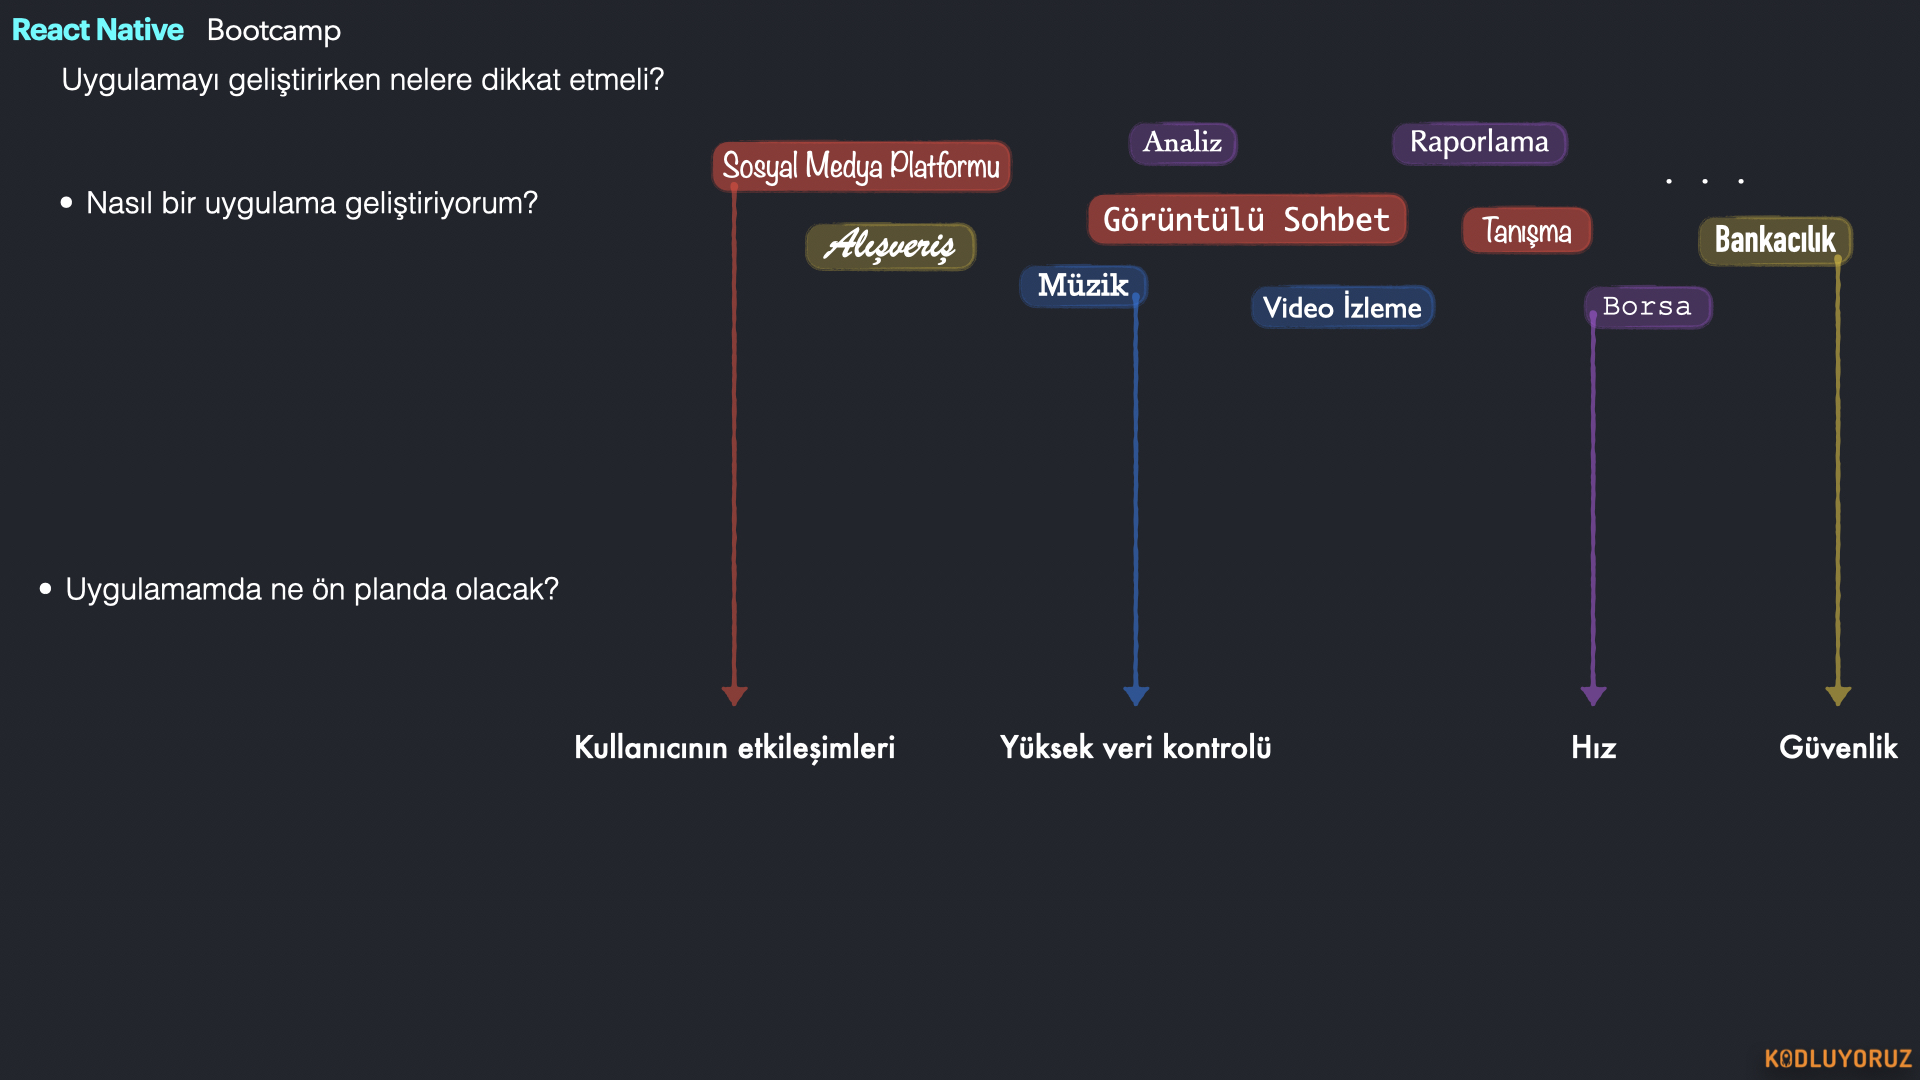 React Native Bootcamp
Uygulamayı geliştirirken nelere dikkat etmeli?
• Nasıl bir uygulama geliştiriyorum?
Sosyal Medya Platformu
Analiz
Raporlama
. . .
Alışveriş
Görüntülü Sohbet
Tanışma
Bankacılık
Müzik
Video İzleme
Borsa
• Uygulamamda ne ön planda olacak?
Kullanıcının etkileşimleri
Yüksek veri kontrolü
Hız
Güvenlik
KODLUYORUZ